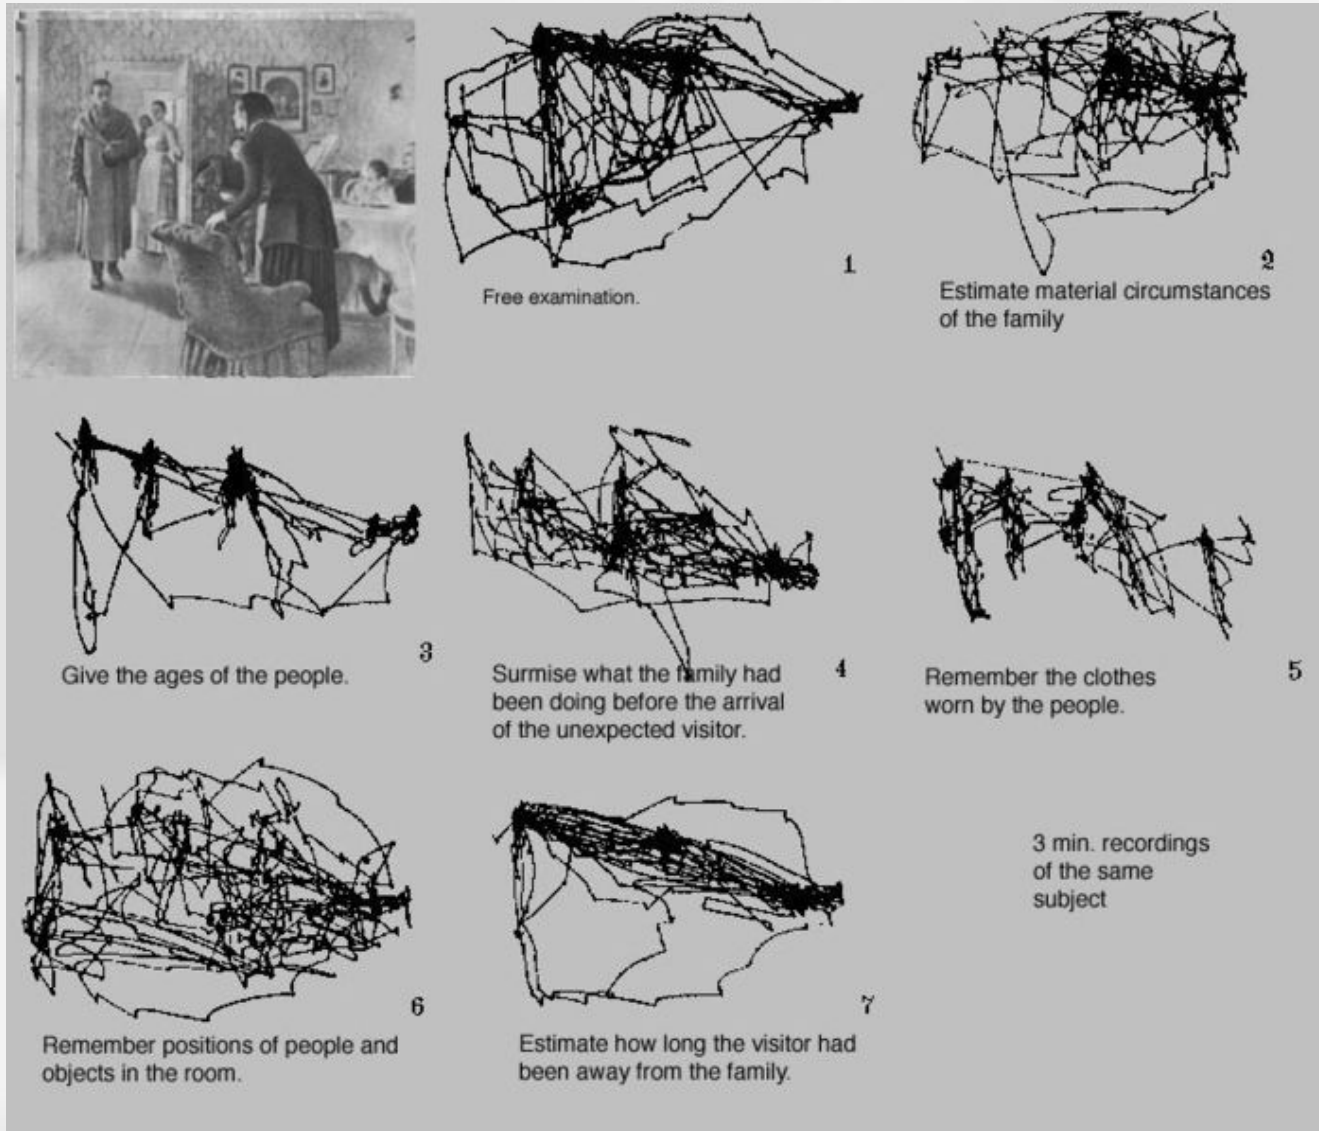 1
Free examination.
2
Estimate material circumstances
of the family
3
Give the ages of the people.
4
Surmise what the family had
been doing before the arrival
of the unexpected visitor.
5
Remember the clothes
worn by the people.
6
Remember positions of people and
objects in the room.
7
Estimate how long the visitor had
been away from the family.
3 min. recordings
of the same
subject